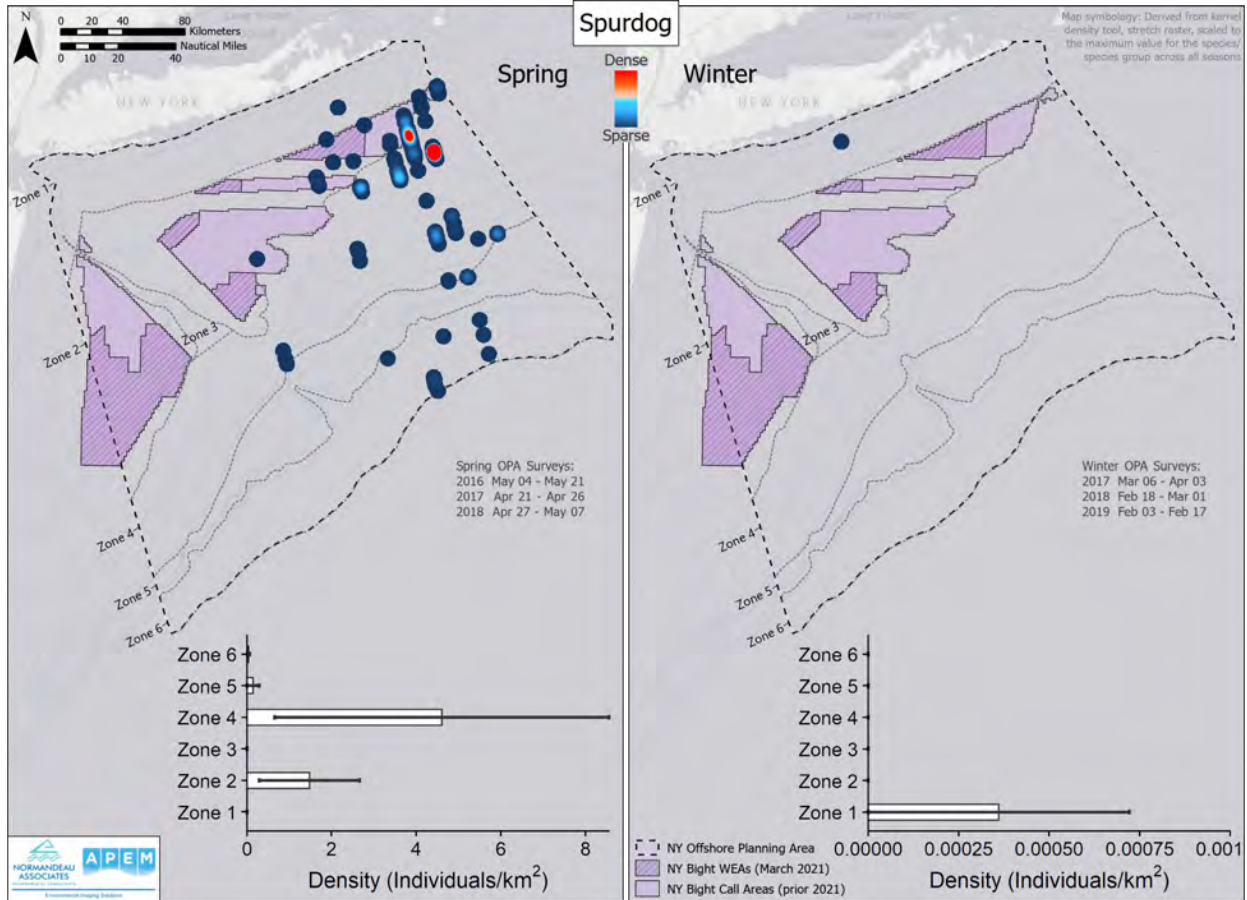 Spurdog
N
0 20 40 80
Kilometers
Nautical Miles
0 10 20 40
Map symbology: Derived from kernel
density tool, stretch raster, scaled to
the maximum value for the species/
species group across all seasons
Spring
Dense
Sparse
Winter
NEW YORK
NEW YORK
Zone 1
Zone 2
Zone 3
Zone 4
Zone 5
Zone 6
Zone 1
Zone 2
Zone 3
Zone 4
Zone 5
Zone 6
Spring OPA Surveys:
2016 May 04 - May 21
2017 Apr 21 - Apr 26
2018 Apr 27 - May 07
Winter OPA Surveys:
2017 Mar 06 - Apr 03
2018 Feb 18 - Mar 01
2019 Feb 03 - Feb 17
Zone 6
Zone 5
Zone 4
Zone 3
Zone 2
Zone 1
0 2 4 6 8
Density (Individuals/km²)
Zone 6
Zone 5
Zone 4
Zone 3
Zone 2
Zone 1
0.00000 0.00025 0.00050 0.00075 0.001
Density (Individuals/km²)
NORMANDEAU
ASSOCIATES
APEM
NY Offshore Planning Area
NY Bight WEAs (March 2021)
NY Bight Call Areas (prior 2021)